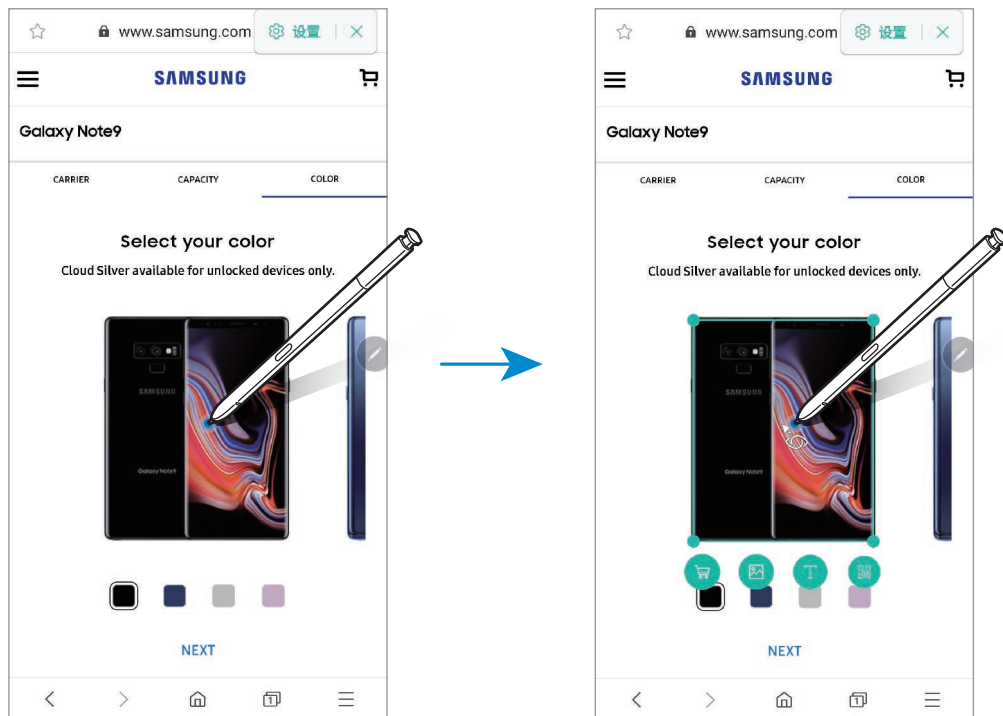 www.samsung.com 设置
SAMSUNG
Galaxy Note9
CARRIER CAPACITY COLOR
Select your color
Cloud Silver available for unlocked devices only.
SAMSUNG
Galaxy Note9
NEXT
1
www.samsung.com 设置
SAMSUNG
Galaxy Note9
CARRIER CAPACITY COLOR
Select your color
Cloud Silver available for unlocked devices only.
SAMSUNG
Galaxy Note9
T
NEXT
1